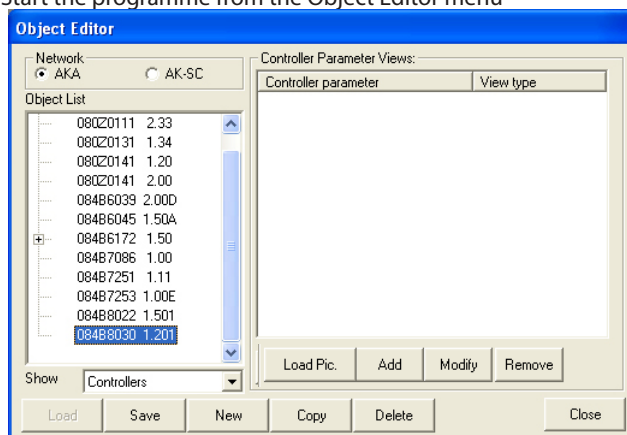 Start the programme from the Object Editor menu
Object Editor
Network
AKA
AK-SC
Object List
080Z0111 2.33
080Z0131 1.34
080Z0141 1.20
080Z0141 2.00
084B6039 2.00D
084B6045 1.50A
084B6172 1.50
084B7086 1.00
084B7251 1.11
084B7253 1.00E
084B8022 1.501
084B8030 1.201
Show
Controllers
Controller Parameter Views:
Controller parameter
View type
Load Pic.
Add
Modify
Remove
Load
Save
New
Copy
Delete
Close